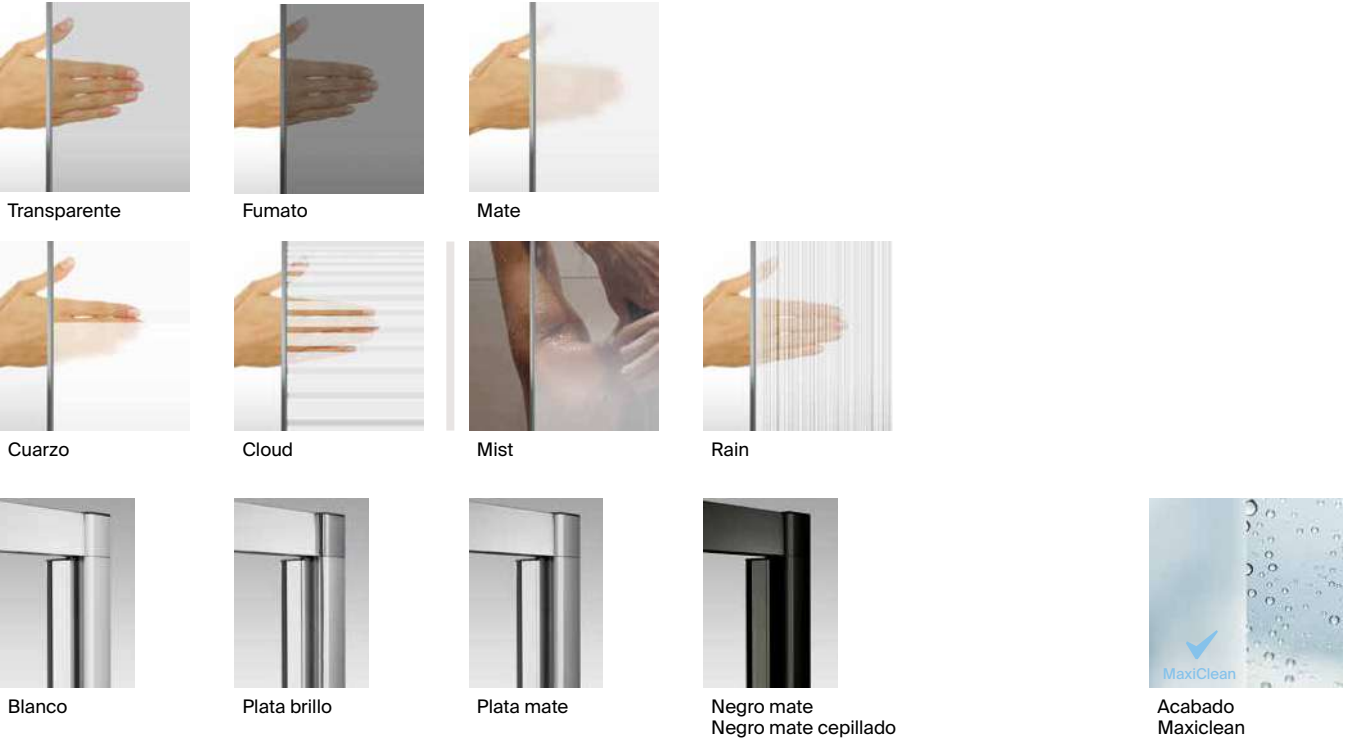 Transparente
Fumato
Mate
Cuarzo
Cloud
Mist
Rain
Blanco
Plata brillo
Plata mate
Negro mate
Negro mate cepillado
MaxiClean
Acabado
Maxiclean